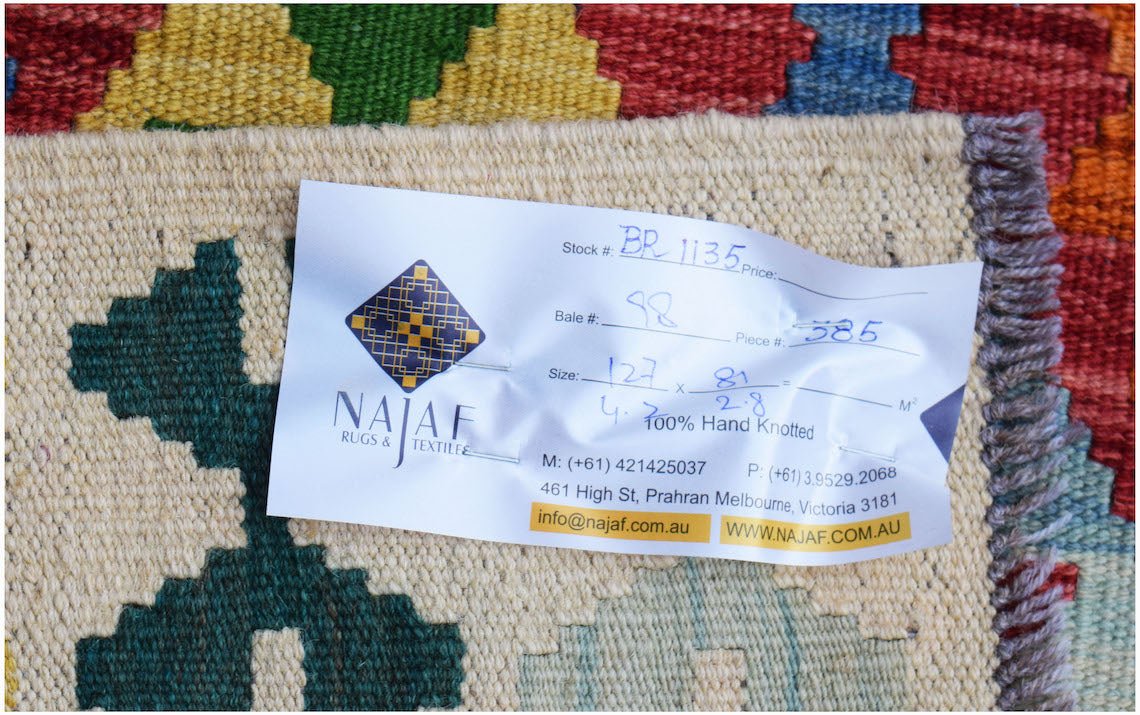 NAJAF
RUGS & TEXTILES
Stock #: BR 1135 Price:
Bale #: 98 Piece #: 385
Size: 127 x 81 = M²
4.2 2.8
100% Hand Knotted
M: (+61) 421425037 P: (+61) 3.9529.2068
461 High St, Prahran Melbourne, Victoria 3181
info@najaf.com.au WWW.NAJAF.COM.AU